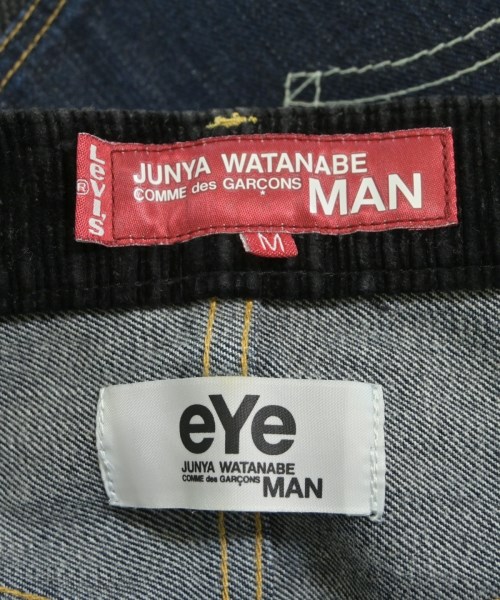 LEVI'S ®
JUNYA WATANABE
COMME des GARÇONS MAN
M
eYe
JUNYA WATANABE
COMME des GARÇONS MAN